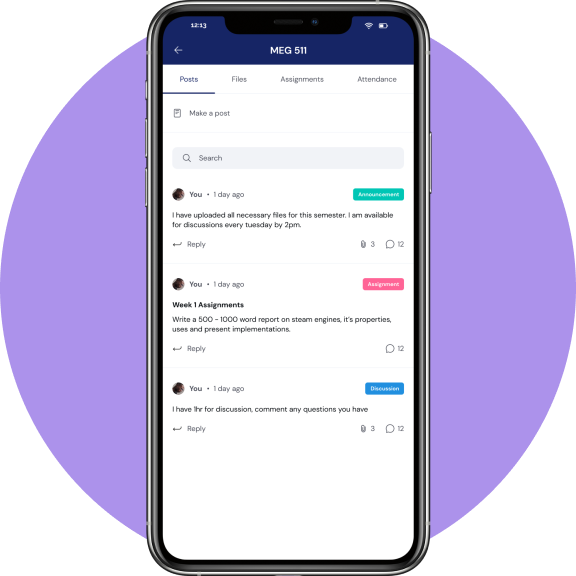 12:13
MEG 511
Posts Files Assignments Attendance
Make a post
Search
You • 1 day ago Announcement
I have uploaded all necessary files for this semester. I am available
for discussions every tuesday by 2pm.
Reply 3 12
You • 1 day ago Assignment
Week 1 Assignments
Write a 500 - 1000 word report on steam engines, it's properties,
uses and present implementations.
Reply 12
You • 1 day ago Discussion
I have 1hr for discussion, comment any questions you have
Reply 3 12